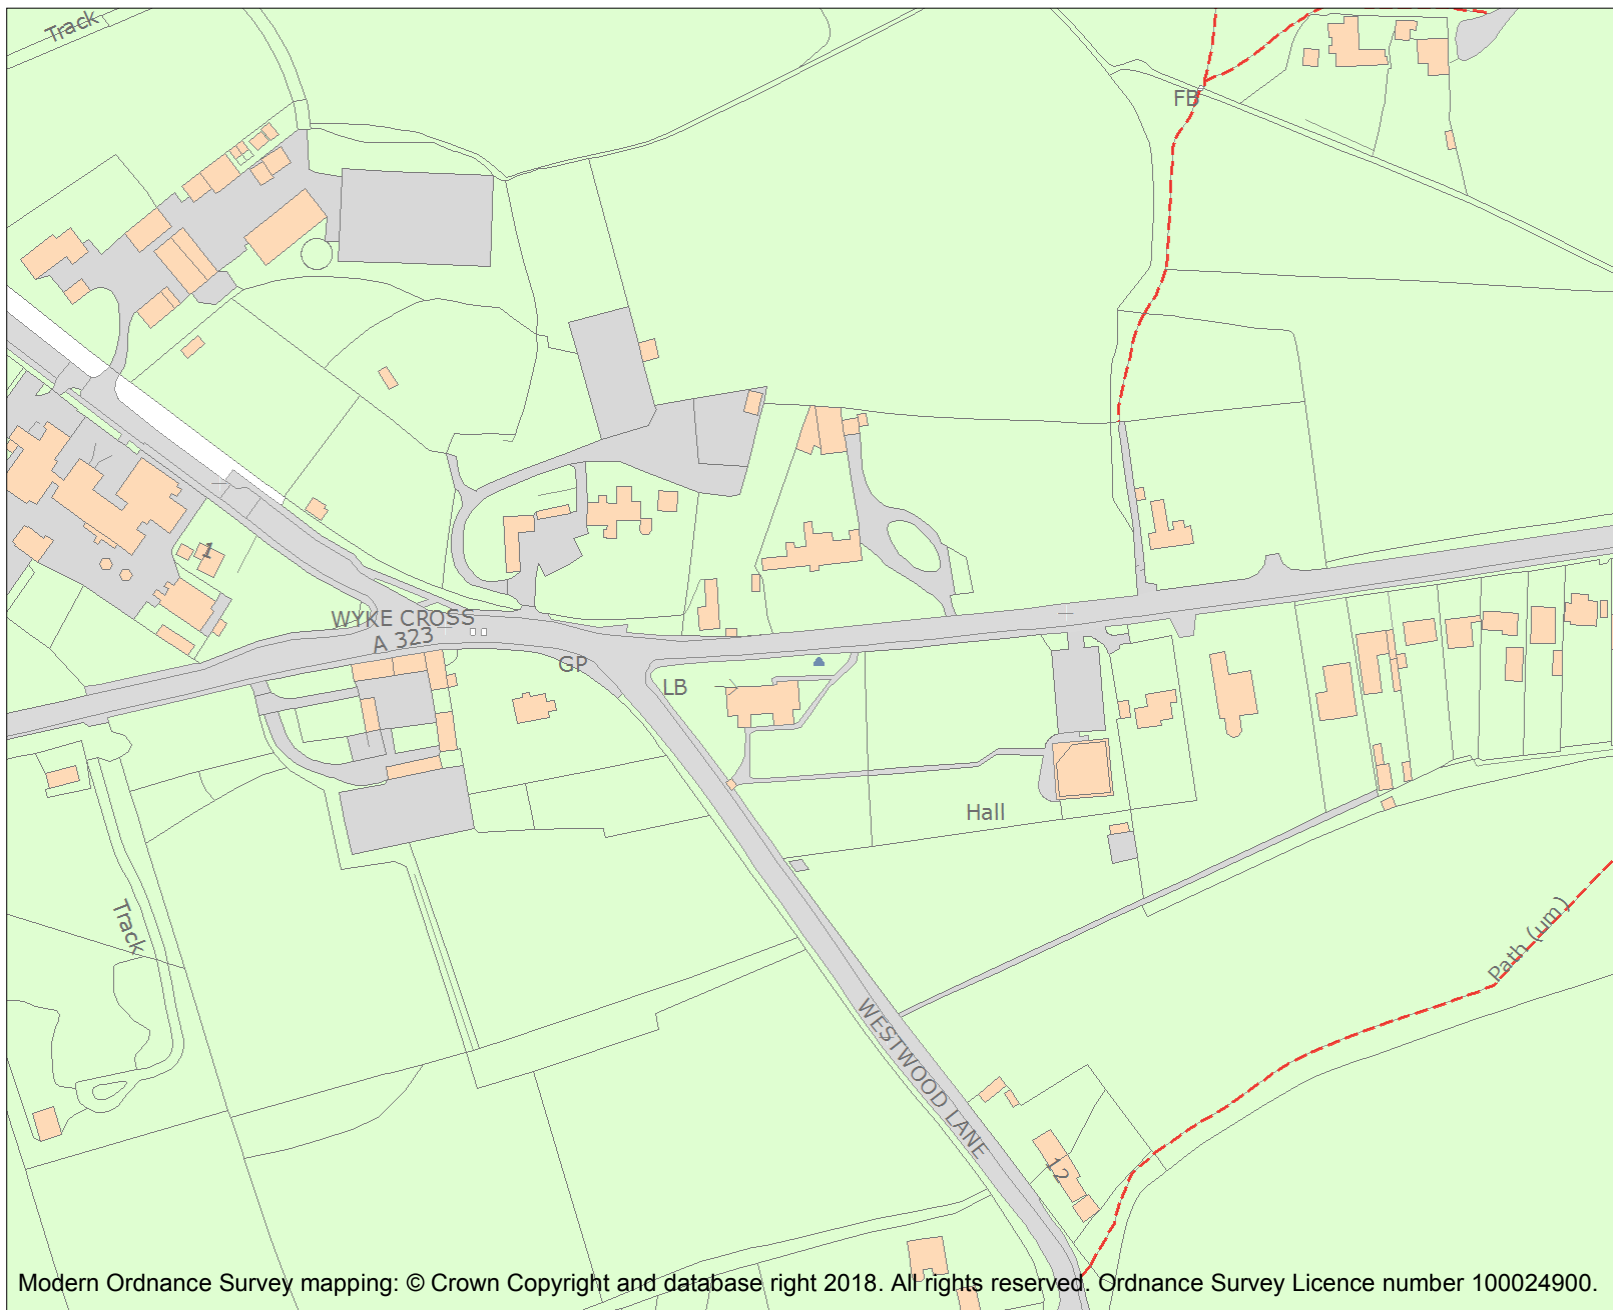 Track
FB
1
WYKE CROSS
A 323
GP
LB
Hall
Track
Path (um)
WESTWOOD LANE
12
Modern Ordnance Survey mapping: © Crown Copyright and database right 2018. All rights reserved. Ordnance Survey Licence number 100024900.